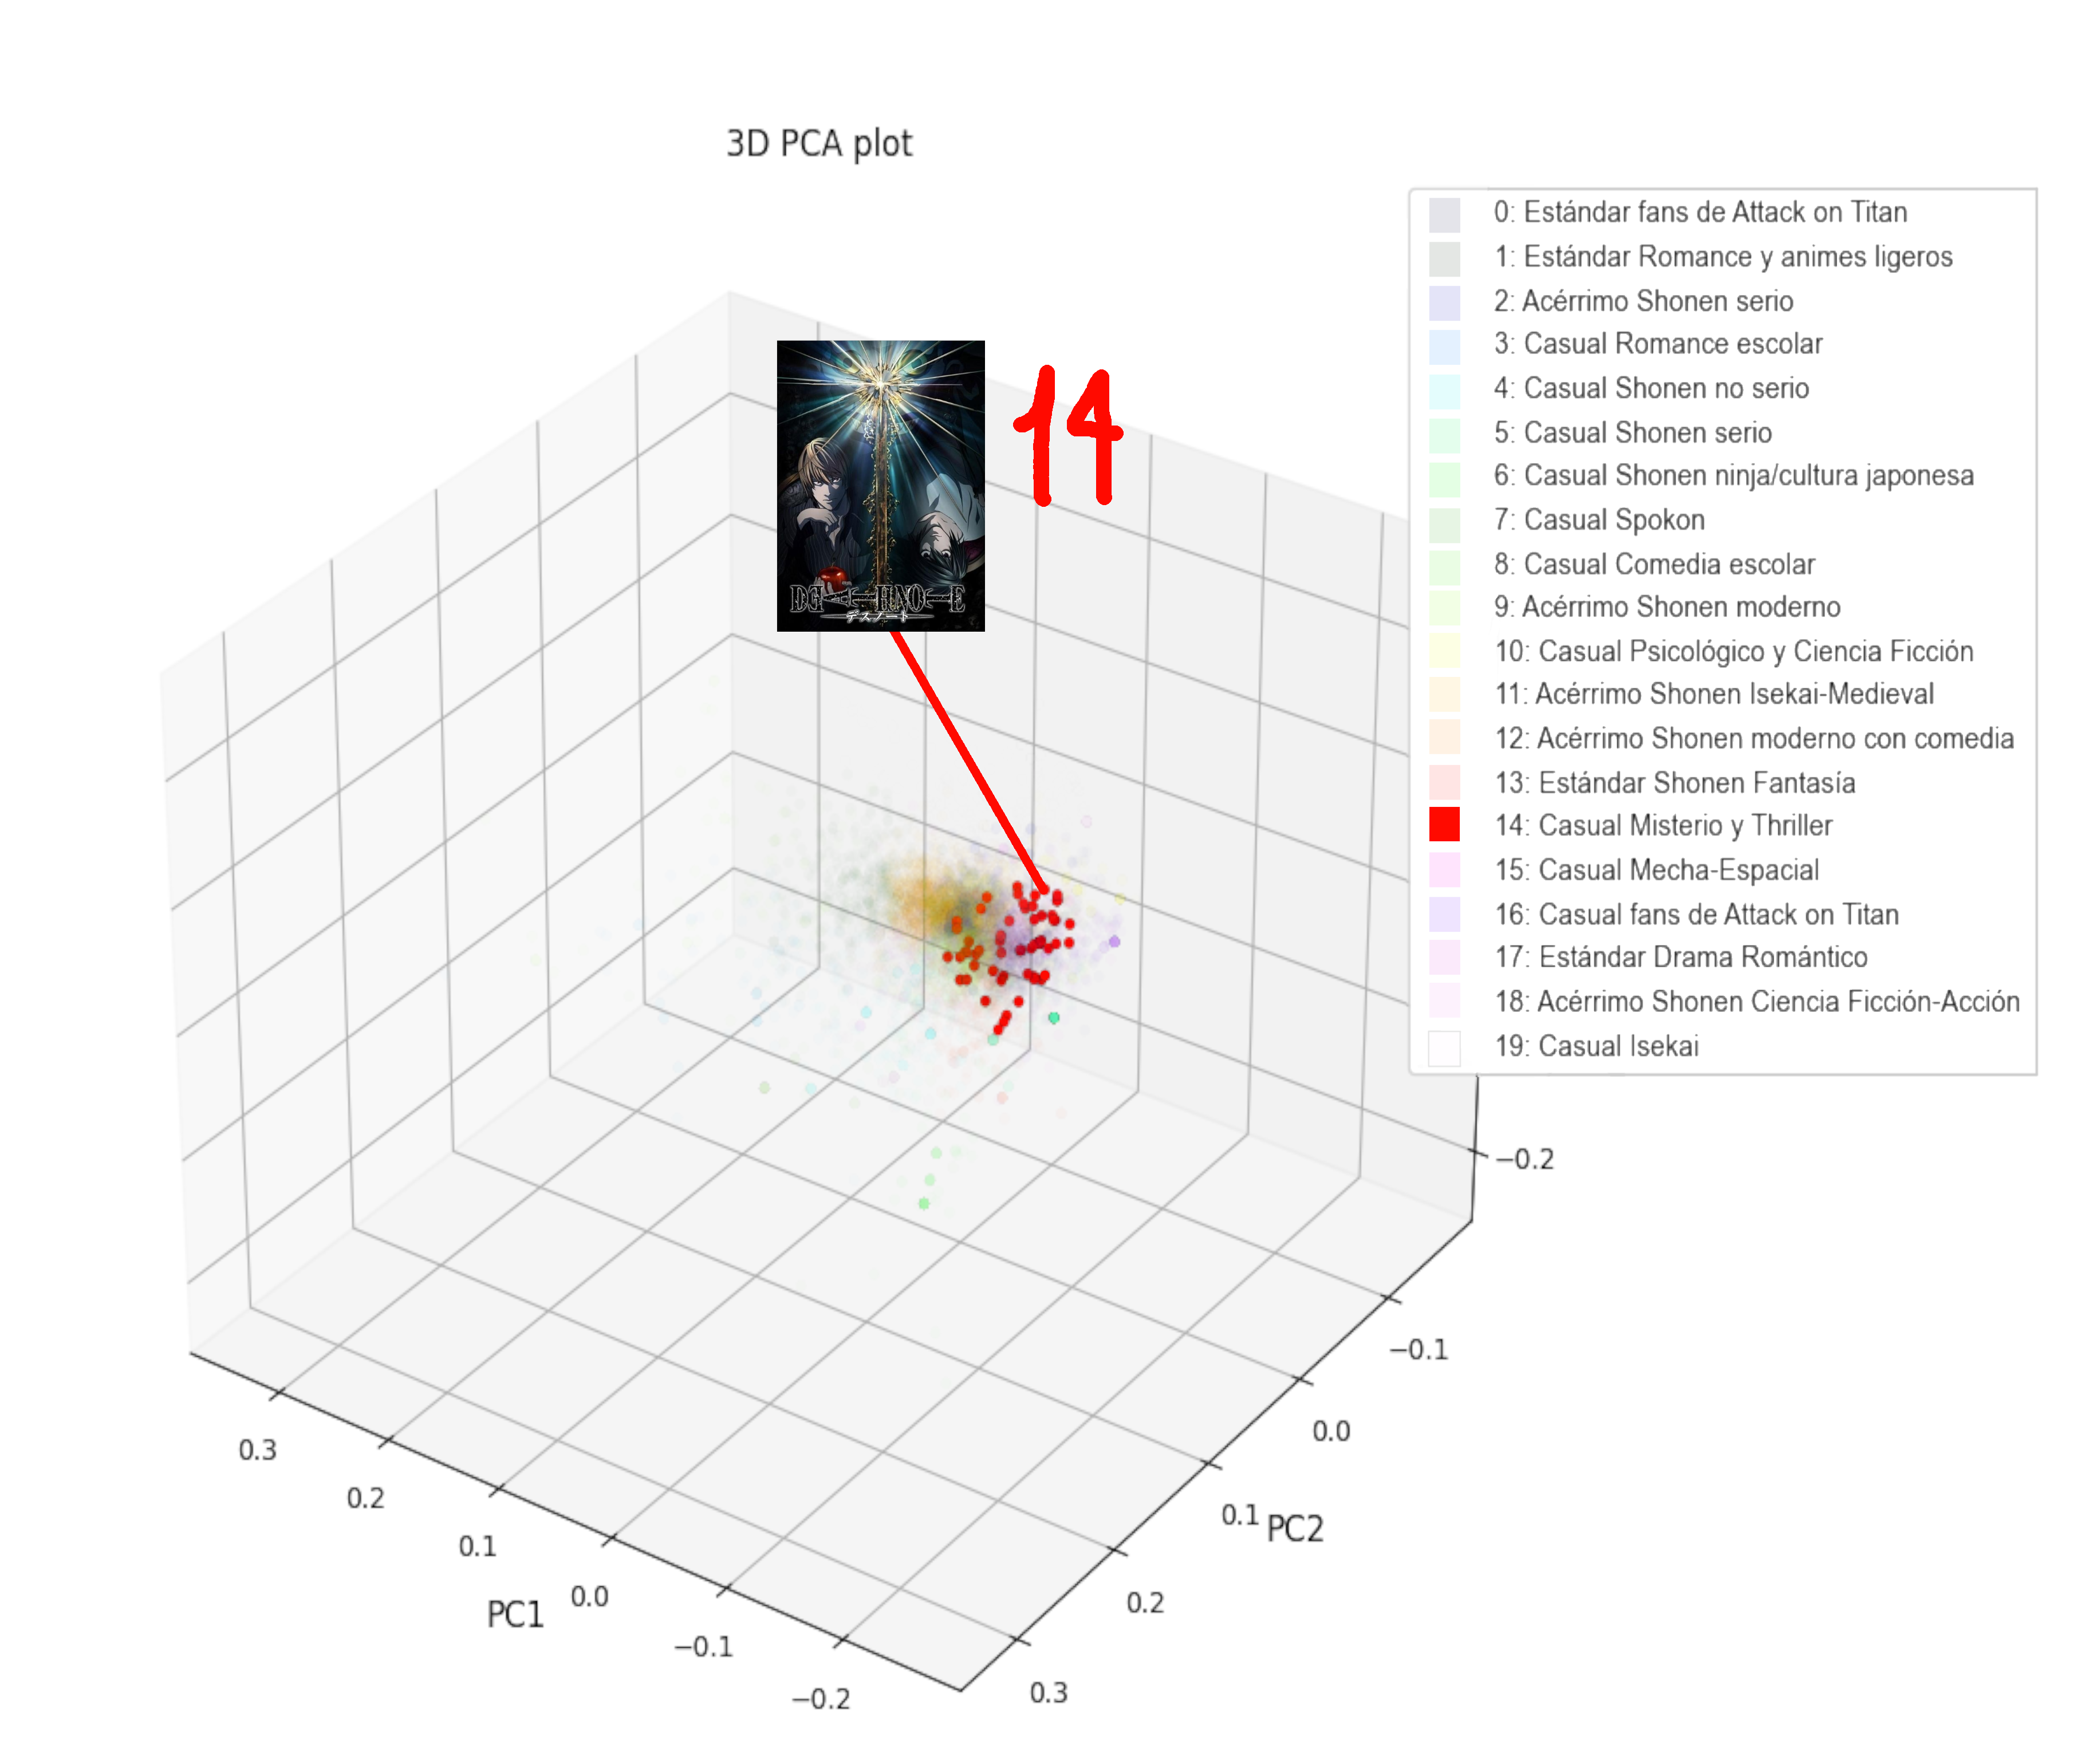 3D PCA plot
0: Estándar fans de Attack on Titan
1: Estándar Romance y animes ligeros
2: Acérrimo Shonen serio
3: Casual Romance escolar
4: Casual Shonen no serio
5: Casual Shonen serio
6: Casual Shonen ninja/cultura japonesa
7: Casual Spokon
8: Casual Comedia escolar
9: Acérrimo Shonen moderno
10: Casual Psicológico y Ciencia Ficción
11: Acérrimo Shonen Isekai-Medieval
12: Acérrimo Shonen moderno con comedia
13: Estándar Shonen Fantasía
14: Casual Misterio y Thriller
15: Casual Mecha-Espacial
16: Casual fans de Attack on Titan
17: Estándar Drama Romántico
18: Acérrimo Shonen Ciencia Ficción-Acción
19: Casual Isekai
14
デスノート
−0.2
−0.1
0.0
0.1
0.2
0.3
PC2
0.3
0.2
0.1
0.0
−0.1
−0.2
PC1